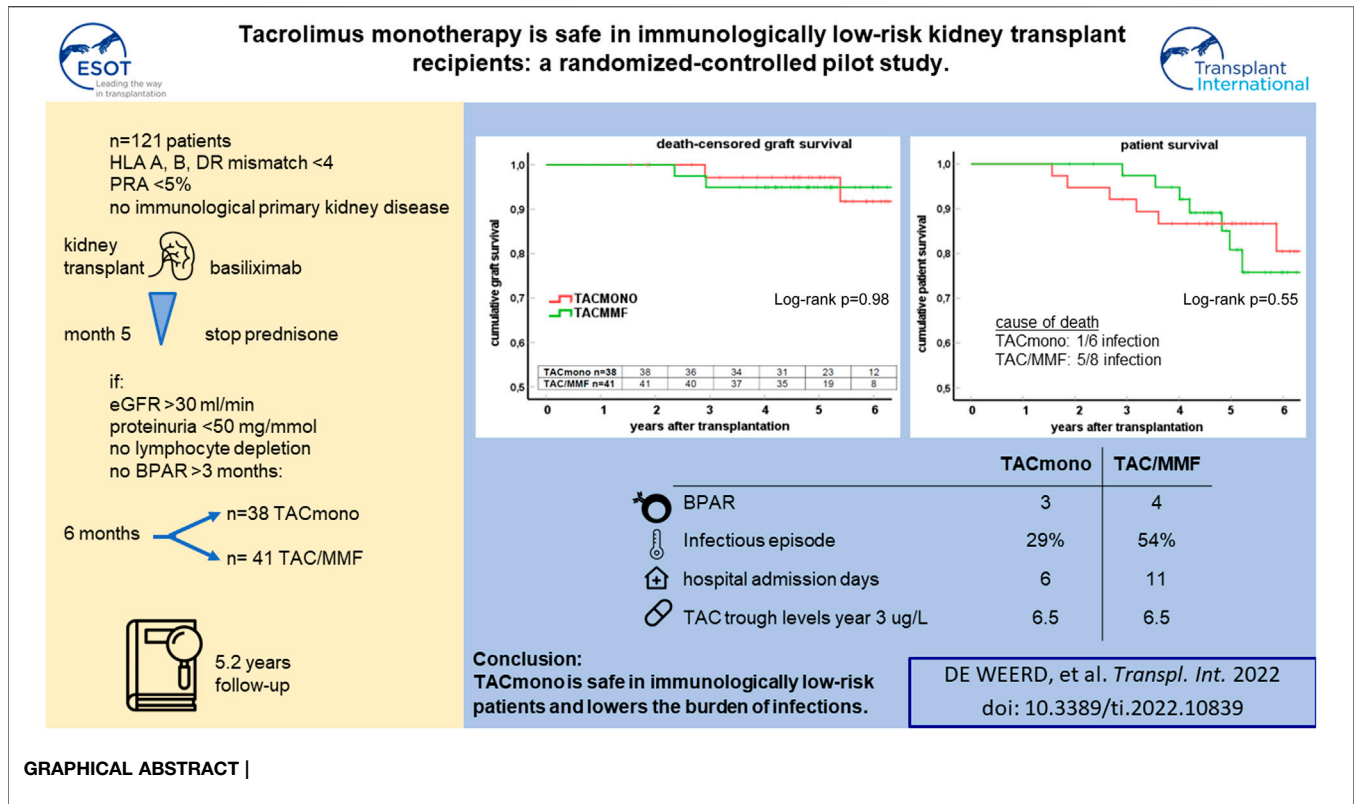 ESOT
Leading the way
in transplantation
Tacrolimus monotherapy is safe in immunologically low-risk kidney transplant
recipients: a randomized-controlled pilot study.
Transplant
International
n=121 patients
HLA A, B, DR mismatch <4
PRA <5%
no immunological primary kidney disease
kidney
transplant
basiliximab
month 5 stop prednisone
if:
eGFR >30 ml/min
proteinuria <50 mg/mmol
no lymphocyte depletion
no BPAR >3 months:
6 months
n=38 TACmono
n= 41 TAC/MMF
5.2 years
follow-up
death-censored graft survival
cumulative graft survival
1,0
0,9
0,8
0,7
0,6
0,5
TACMONO
TACMMF
Log-rank p=0.98
TACmono n=38 38 36 34 31 23 12
TAC/MMF n=41 41 40 37 35 19 8
0 1 2 3 4 5 6
years after transplantation
patient survival
cumulative patient survival
1,0
0,9
0,8
0,7
0,6
0,5
Log-rank p=0.55
cause of death
TACmono: 1/6 infection
TAC/MMF: 5/8 infection
0 1 2 3 4 5 6
years after transplantation
TACmono TAC/MMF
BPAR 3 4
Infectious episode 29% 54%
hospital admission days 6 11
TAC trough levels year 3 ug/L 6.5 6.5
Conclusion:
TACmono is safe in immunologically low-risk
patients and lowers the burden of infections.
DE WEERD, et al. Transpl. Int. 2022
doi: 10.3389/ti.2022.10839
GRAPHICAL ABSTRACT |